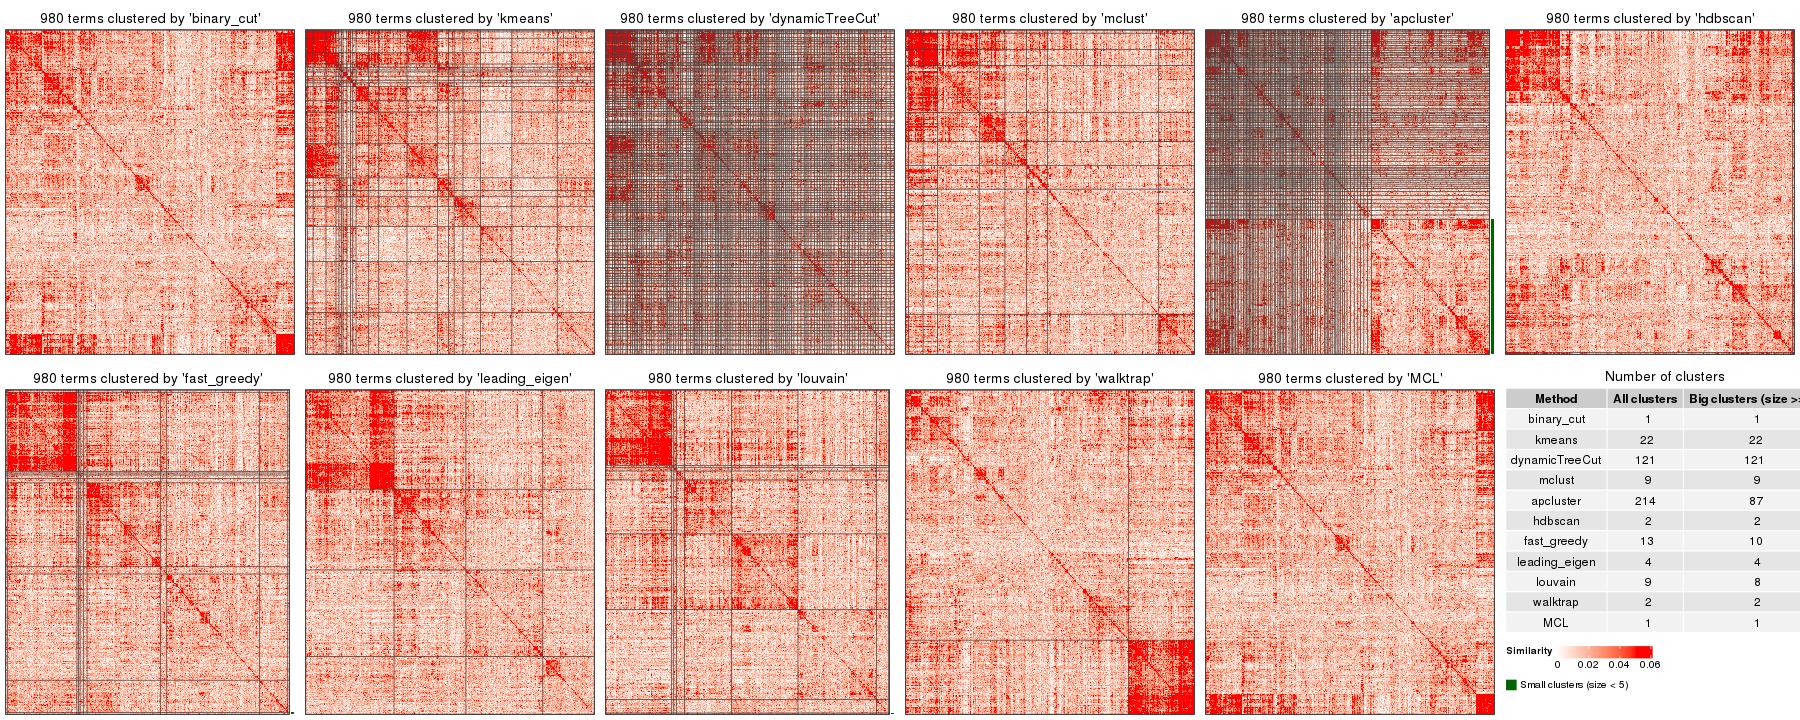 980 terms clustered by 'binary_cut'
980 terms clustered by 'kmeans'
980 terms clustered by 'dynamicTreeCut'
980 terms clustered by 'mclust'
980 terms clustered by 'apcluster'
980 terms clustered by 'hdbscan'
980 terms clustered by 'fast_greedy'
980 terms clustered by 'leading_eigen'
980 terms clustered by 'louvain'
980 terms clustered by 'walktrap'
980 terms clustered by 'MCL'
Number of clusters
Method All clusters Big clusters (size >=
binary_cut 1 1
kmeans 22 22
dynamicTreeCut 121 121
mclust 9 9
apcluster 214 87
hdbscan 2 2
fast_greedy 13 10
leading_eigen 4 4
louvain 9 8
walktrap 2 2
MCL 1 1
Similarity
0 0.02 0.04 0.06
Small clusters (size < 5)